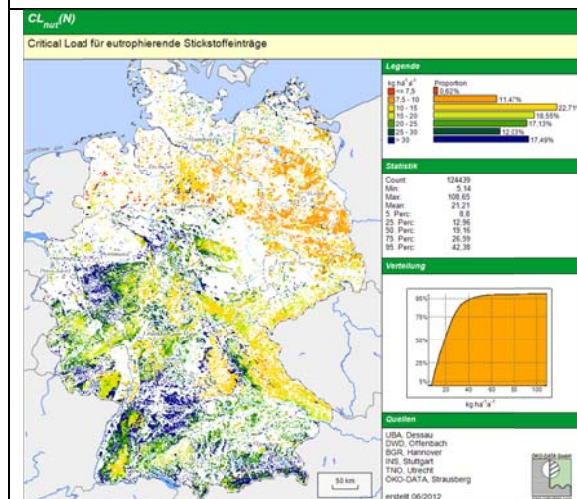 CLnut(N)
Critical Load für eutrophierende Stickstoffeinträge
Legende
kg ha⁻¹ a⁻¹ Proportion
<= 7,5 0,62%
7,5 - 10 11,47%
10 - 15 22,71%
15 - 20 18,55%
20 - 25 17,13%
25 - 30 12,03%
> 30 17,49%
Statistik
Count: 124439
Min: 5,14
Max: 108,65
Mean: 21,21
5. Perc: 8,8
25. Perc: 12,96
50. Perc: 19,16
75. Perc: 26,59
95. Perc: 42,38
Verteilung
95%
75%
50%
25%
5%
20 40 60 80 100
kg ha⁻¹ a⁻¹
Quellen
UBA, Dessau
DWD, Offenbach
BGR, Hannover
INS, Stuttgart
TNO, Utrecht
ÖKO-DATA, Strausberg
erstellt 06/2012
ÖKO-DATA GmbH
50 km